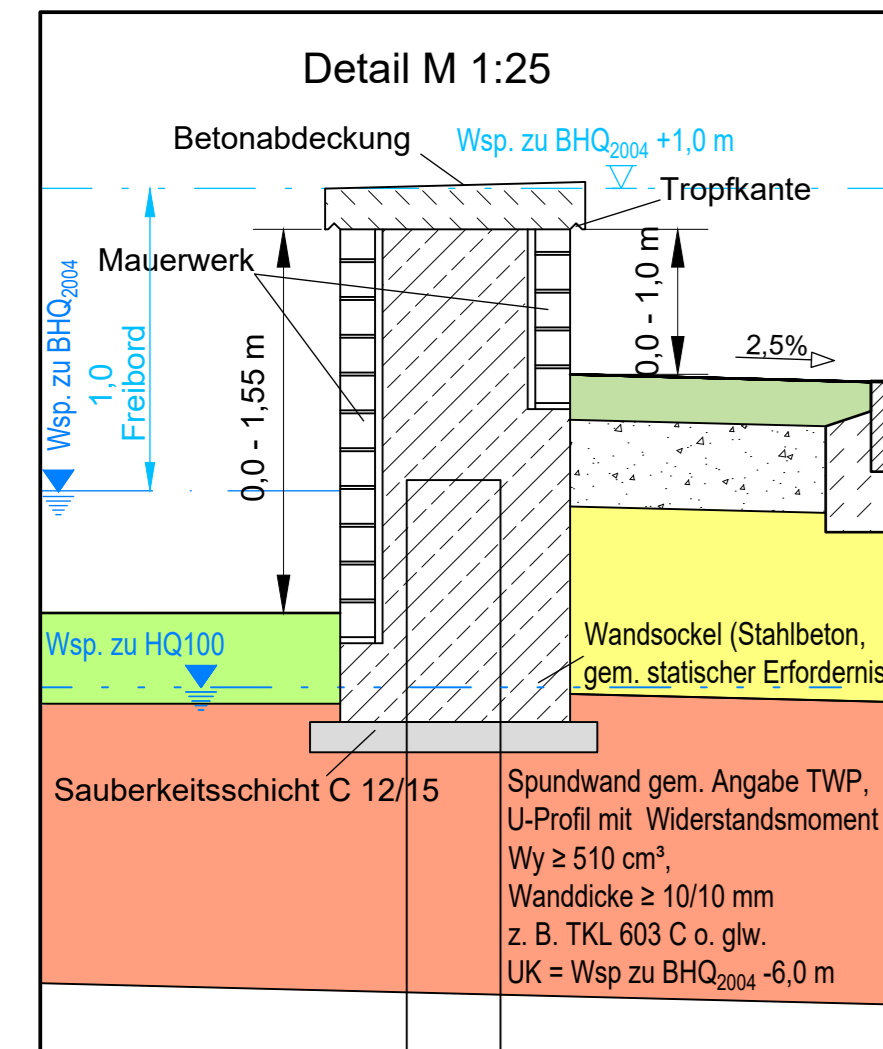 Detail M 1:25
Betonabdeckung
Wsp. zu BHQ2004 +1,0 m
Tropfkante
Mauerwerk
Wsp. zu BHQ2004
1,0
Freibord
0,0 - 1,55 m
0,0 - 1,0 m
2,5%
Wsp. zu HQ100
Wandsockel (Stahlbeton,
gem. statischer Erfordernis
Sauberkeitsschicht C 12/15
Spundwand gem. Angabe TWP,
U-Profil mit Widerstandsmoment
Wy ≥ 510 cm³,
Wanddicke ≥ 10/10 mm
z. B. TKL 603 C o. glw.
UK = Wsp zu BHQ2004 -6,0 m